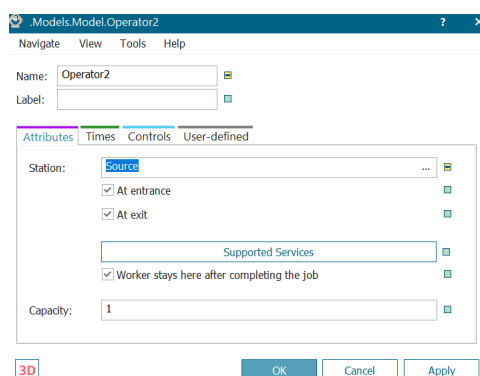 .Models.Model.Operator2 ? ×
Navigate View Tools Help
Name: Operator2
Label:
Attributes Times Controls User-defined
Station: Source ...
At entrance
At exit
Supported Services
Worker stays here after completing the job
Capacity: 1
3D OK Cancel Apply